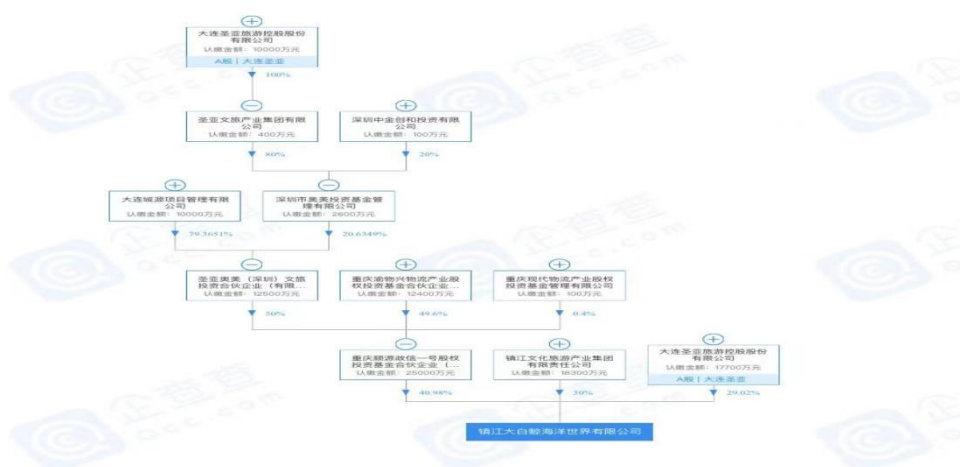 大连圣亚旅游控股股份
有限公司
认缴金额：10000万元
A股丨大连圣亚
100%
圣亚文旅产业集团有限
公司
认缴金额：400万元
深圳中金创和投资有限
公司
认缴金额：100万元
80%
20%
大连城源项目管理有限
公司
认缴金额：10000万元
深圳市奥美投资基金管
理有限公司
认缴金额：2600万元
79.3651%
20.6349%
圣亚奥美（深圳）文旅
投资合伙企业（有限...
认缴金额：12500万元
重庆渝物兴物流产业股
权投资基金合伙企业...
认缴金额：12400万元
重庆现代物流产业股权
投资基金管理有限公司
认缴金额：100万元
50%
49.6%
0.4%
重庆顺源政信一号股权
投资基金合伙企业（...
认缴金额：25000万元
镇江文化旅游产业集团
有限责任公司
认缴金额：18300万元
大连圣亚旅游控股股份
有限公司
认缴金额：17700万元
A股丨大连圣亚
40.98%
30%
29.02%
镇江大白鲸海洋世界有限公司
企查查
Qcc.com